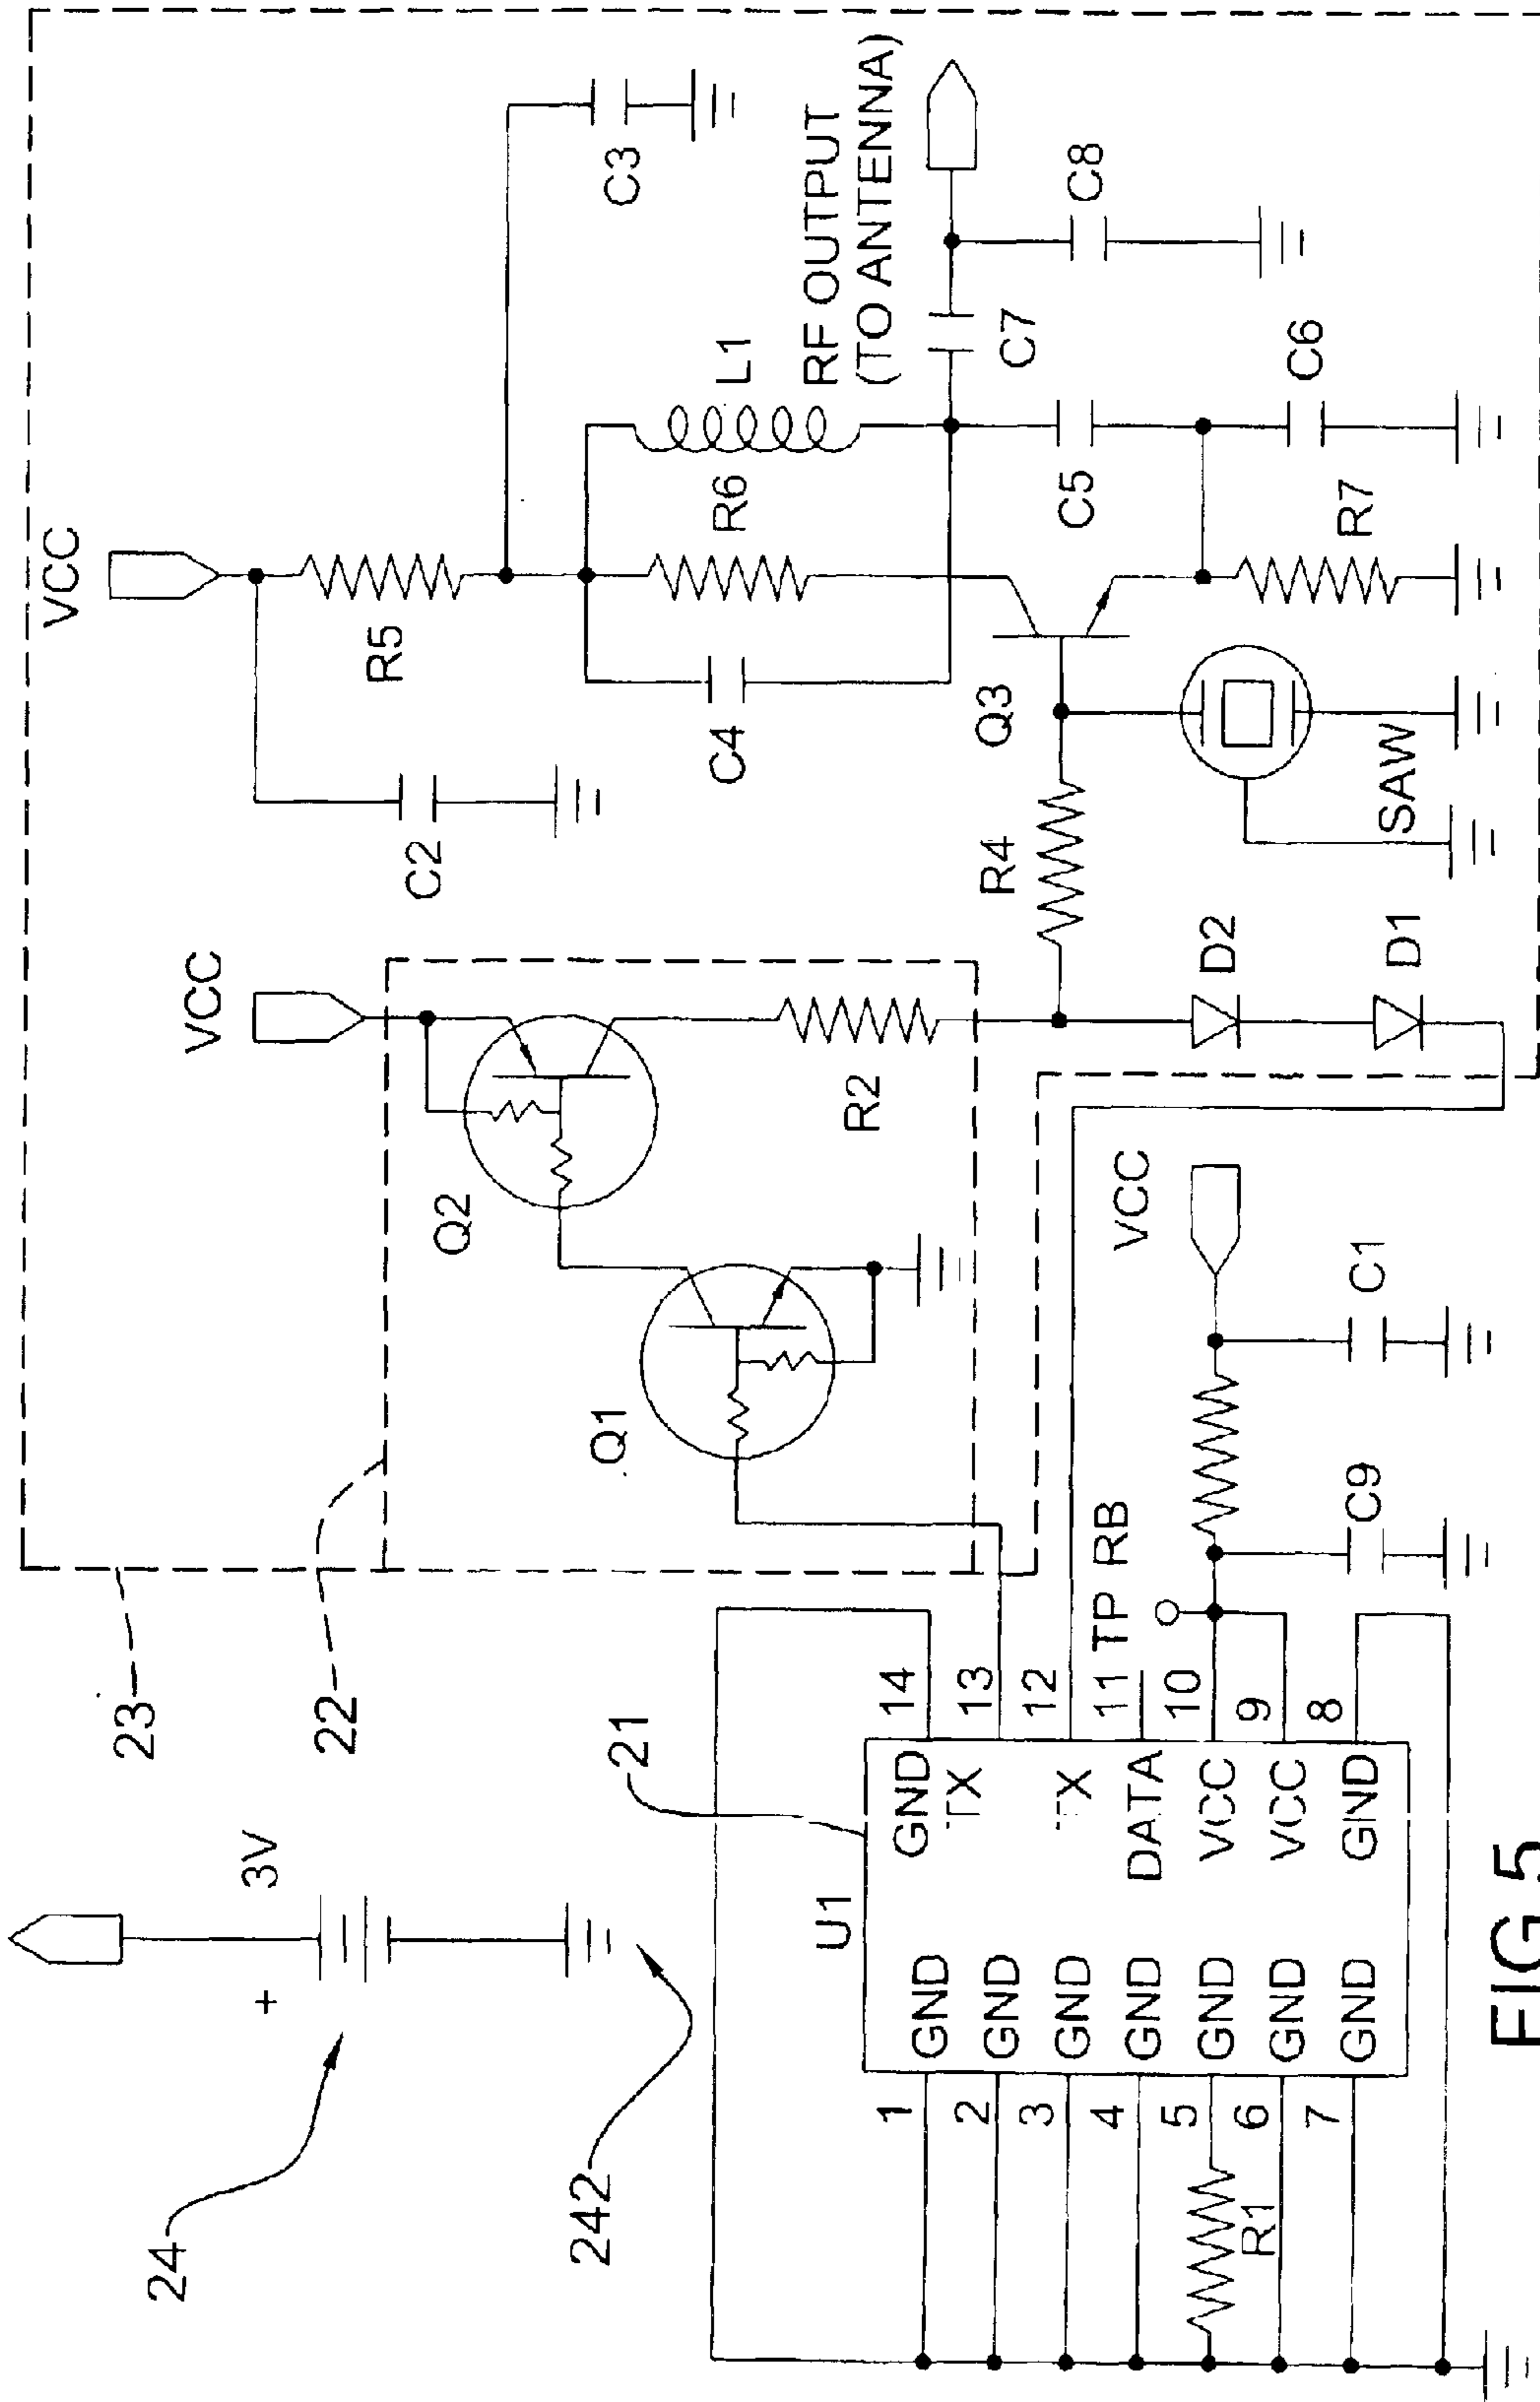 23
22
VCC
C2
R5
C3
VCC
Q2
Q1
R2
C4
R6
L1
RF OUTPUT
(TO ANTENNA)
C7
C8
Q3
R4
C5
C6
R7
SAW
D2
D1
24
+
3V
242
21
U1
1
GND
GND
14
2
GND
TX
13
3
GND
TX
12
4
GND
DATA
11
TP RB
5
GND
VCC
10
6
GND
VCC
9
7
GND
GND
8
R1
C9
C1
VCC
FIG.5